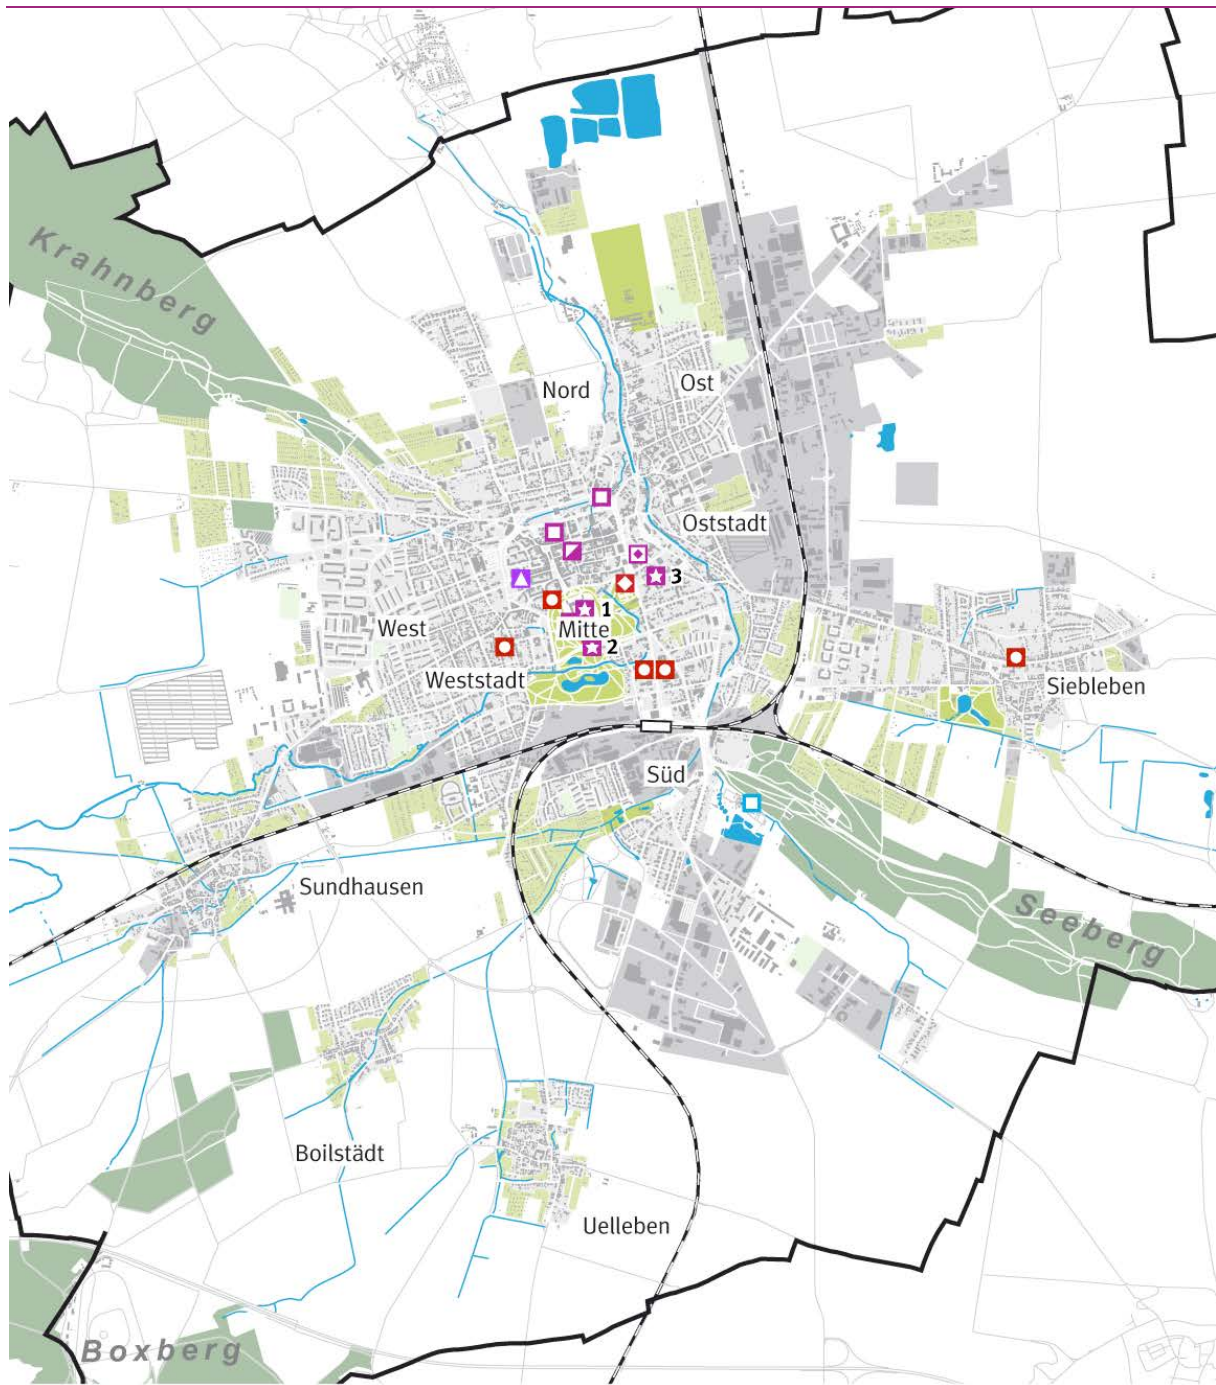 Krahnberg
Nord
Ost
Oststadt
3
1
West
Mitte
2
Weststadt
Siebleben
Süd
Sundhausen
Seeberg
Boilstädt
Uelleben
Boxberg